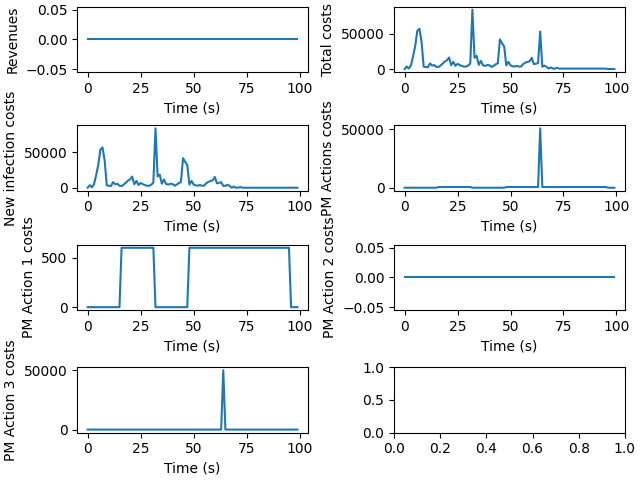 Revenues
0.05
0.00
−0.05
0 25 50 75 100
Time (s)
Total costs
50000
0
0 25 50 75 100
Time (s)
New infection costs
50000
0
0 25 50 75 100
Time (s)
PM Actions costs
50000
0
0 25 50 75 100
Time (s)
PM Action 1 costs
500
0
0 25 50 75 100
Time (s)
PM Action 2 costs
0.05
0.00
−0.05
0 25 50 75 100
Time (s)
PM Action 3 costs
50000
0
0 25 50 75 100
Time (s)
1.0
0.5
0.0
0.0 0.2 0.4 0.6 0.8 1.0